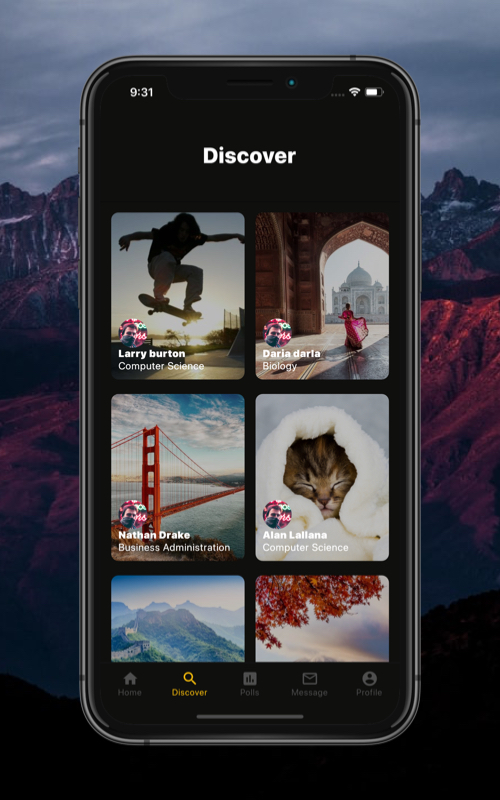 9:31
Discover
Larry burton
Computer Science
Daria darla
Biology
Nathan Drake
Business Administration
Alan Lallana
Computer Science
Home
Discover
Polls
Message
Profile